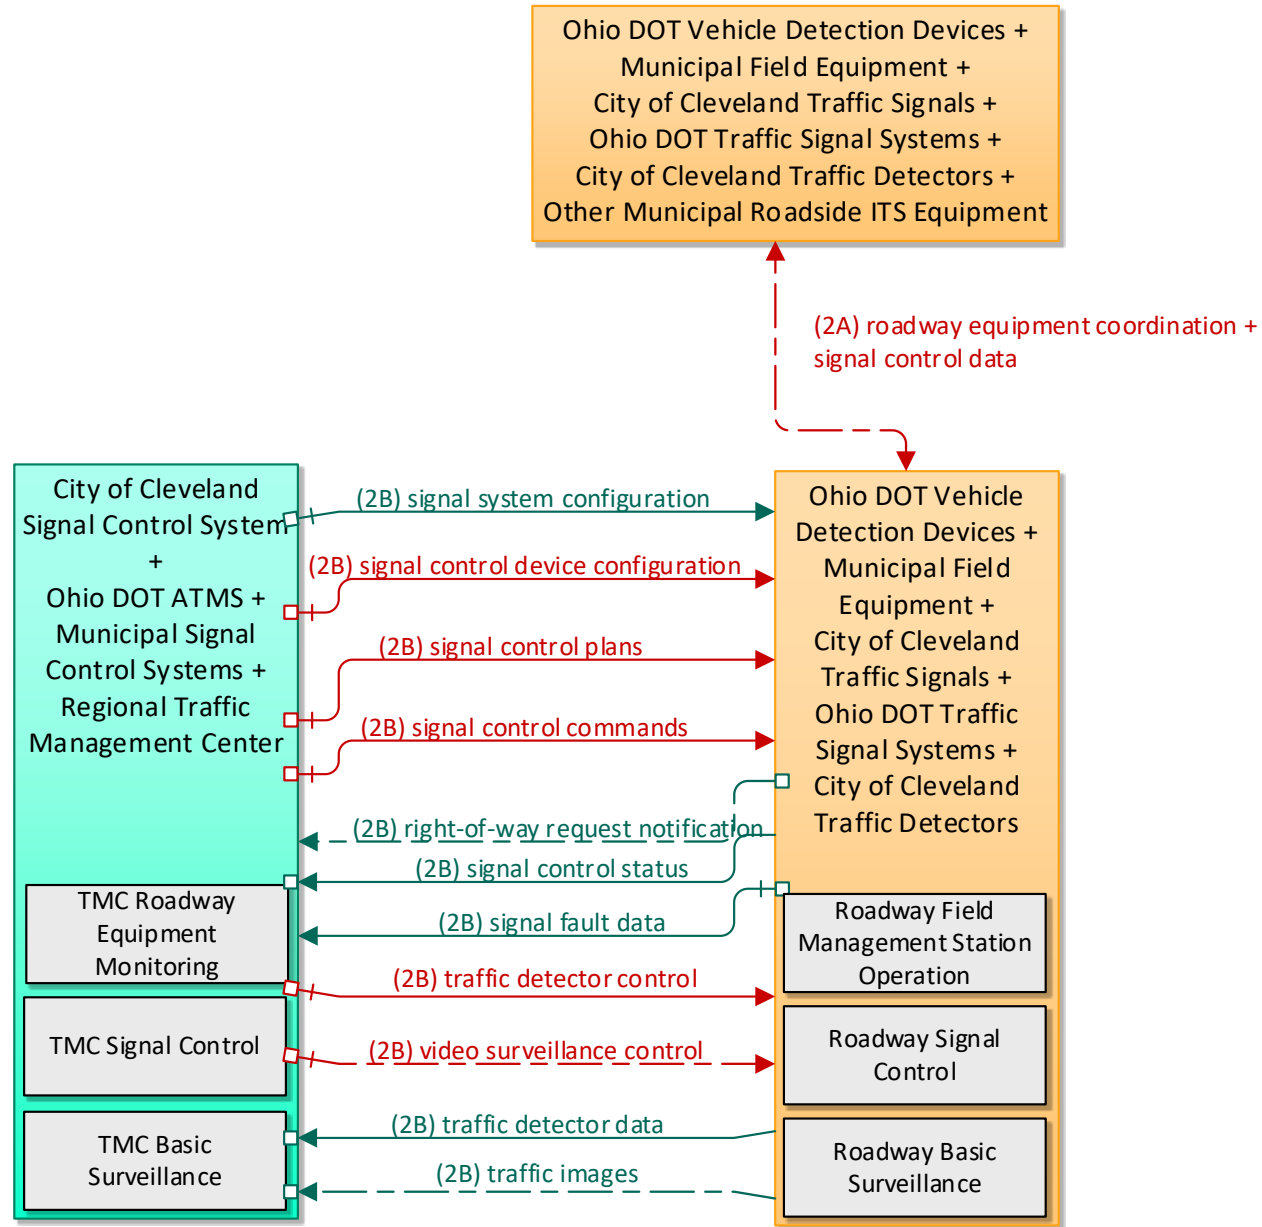 Ohio DOT Vehicle Detection Devices +
Municipal Field Equipment +
City of Cleveland Traffic Signals +
Ohio DOT Traffic Signal Systems +
City of Cleveland Traffic Detectors +
Other Municipal Roadside ITS Equipment
(2A) roadway equipment coordination +
signal control data
City of Cleveland
Signal Control System
+
Ohio DOT ATMS +
Municipal Signal
Control Systems +
Regional Traffic
Management Center
(2B) signal system configuration
(2B) signal control device configuration
(2B) signal control plans
(2B) signal control commands
(2B) right-of-way request notification
(2B) signal control status
(2B) signal fault data
(2B) traffic detector control
(2B) video surveillance control
(2B) traffic detector data
(2B) traffic images
Ohio DOT Vehicle
Detection Devices +
Municipal Field
Equipment +
City of Cleveland
Traffic Signals +
Ohio DOT Traffic
Signal Systems +
City of Cleveland
Traffic Detectors
TMC Roadway
Equipment
Monitoring
TMC Signal Control
TMC Basic
Surveillance
Roadway Field
Management Station
Operation
Roadway Signal
Control
Roadway Basic
Surveillance